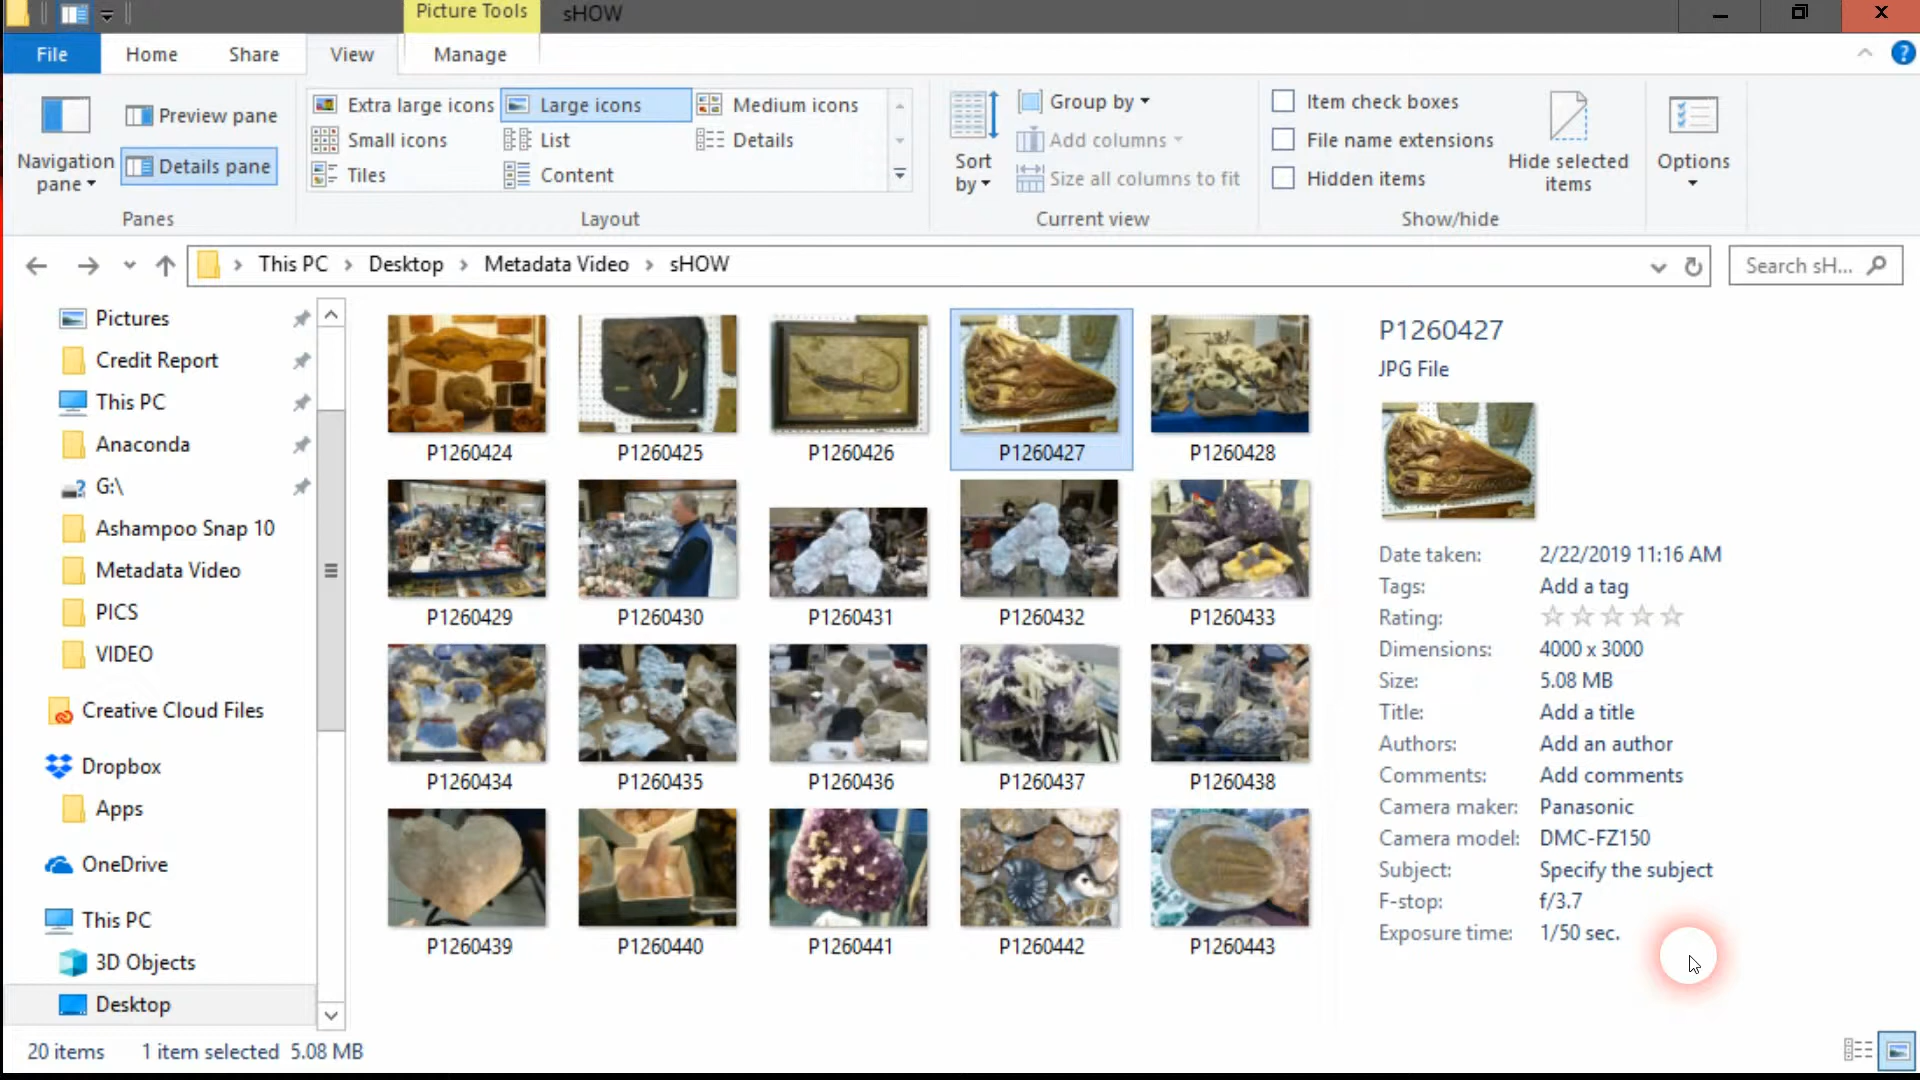 Picture Tools sHOW
File Home Share View Manage
Navigation pane Preview pane Details pane
Panes
Extra large icons Large icons Medium icons
Small icons List Details
Tiles Content
Layout
Sort by
Group by
Add columns
Size all columns to fit
Current view
Item check boxes
File name extensions
Hidden items
Hide selected items
Show/hide
Options
This PC > Desktop > Metadata Video > sHOW
Search sH...
Pictures
Credit Report
This PC
Anaconda
G:\
Ashampoo Snap 10
Metadata Video
PICS
VIDEO
Creative Cloud Files
Dropbox
Apps
OneDrive
This PC
3D Objects
Desktop
P1260424 P1260425 P1260426 P1260427 P1260428
P1260429 P1260430 P1260431 P1260432 P1260433
P1260434 P1260435 P1260436 P1260437 P1260438
P1260439 P1260440 P1260441 P1260442 P1260443
P1260427
JPG File
Date taken: 2/22/2019 11:16 AM
Tags: Add a tag
Rating:
Dimensions: 4000 x 3000
Size: 5.08 MB
Title: Add a title
Authors: Add an author
Comments: Add comments
Camera maker: Panasonic
Camera model: DMC-FZ150
Subject: Specify the subject
F-stop: f/3.7
Exposure time: 1/50 sec.
20 items 1 item selected 5.08 MB